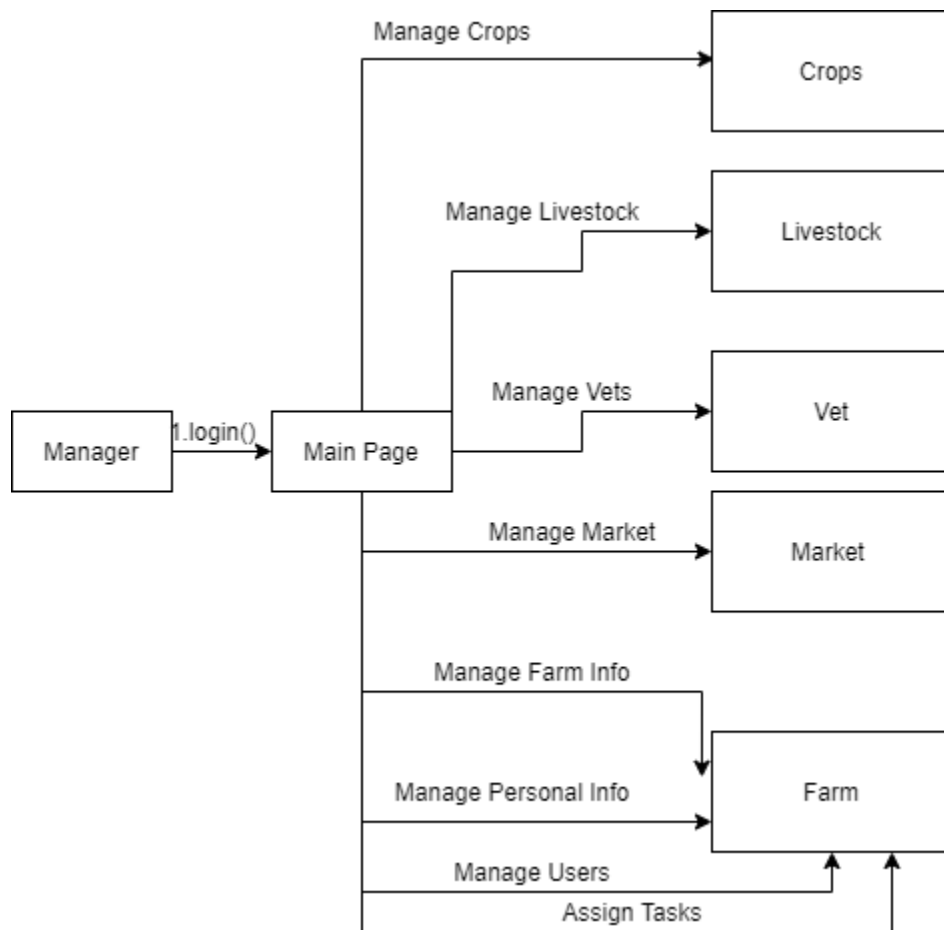 Manage Crops
Crops
Manage Livestock
Livestock
Manage Vets
Vet
Manager
1.login()
Main Page
Manage Market
Market
Manage Farm Info
Manage Personal Info
Farm
Manage Users
Assign Tasks